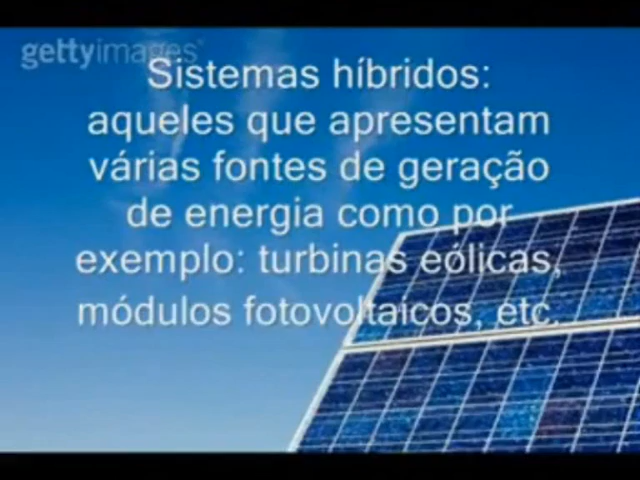 gettyimages
Sistemas híbridos:
aqueles que apresentam
várias fontes de geração
de energia como por
exemplo: turbinas eólicas,
módulos fotovoltaicos, etc.